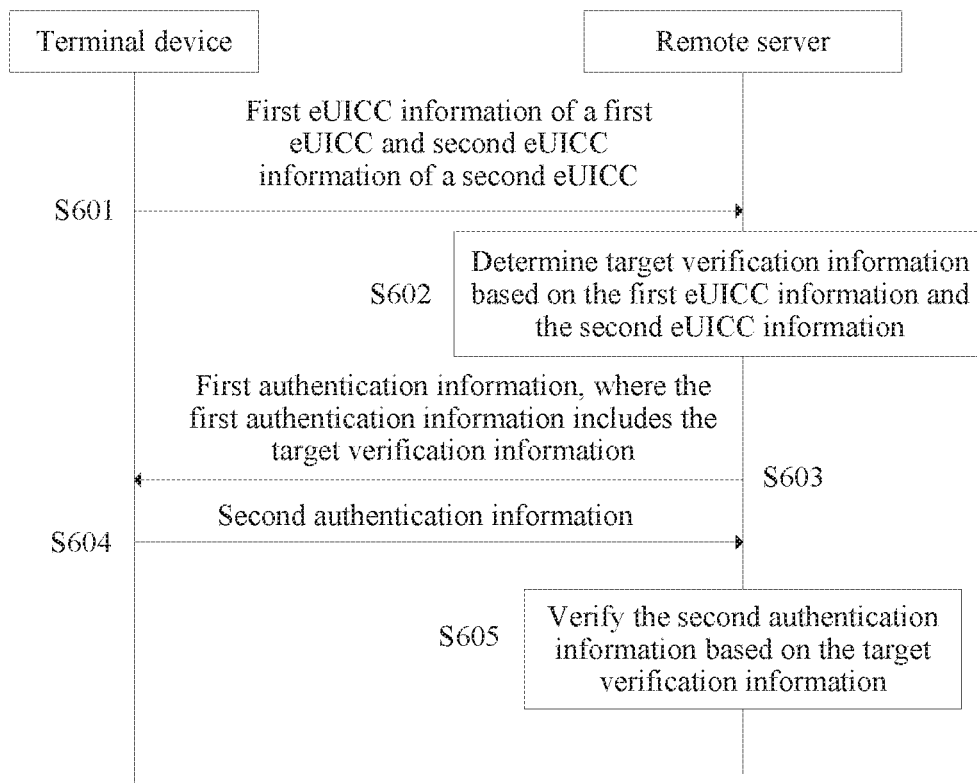 Terminal device
Remote server
First eUICC information of a first
eUICC and second eUICC
information of a second eUICC
S601
Determine target verification information
based on the first eUICC information and
the second eUICC information
S602
First authentication information, where the
first authentication information includes the
target verification information
S603
Second authentication information
S604
Verify the second authentication
information based on the target
verification information
S605